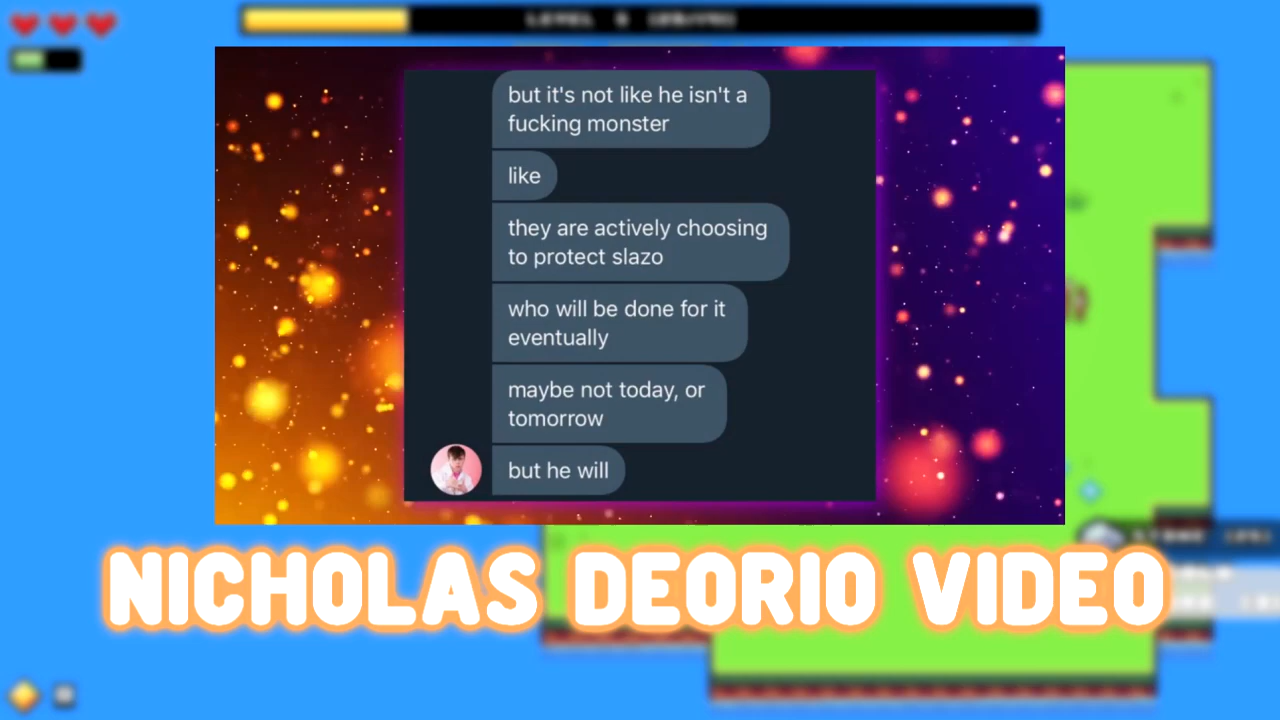 but it's not like he isn't a
fucking monster
like
they are actively choosing
to protect slazo
who will be done for it
eventually
maybe not today, or
tomorrow
but he will
NICHOLAS DEORIO VIDEO